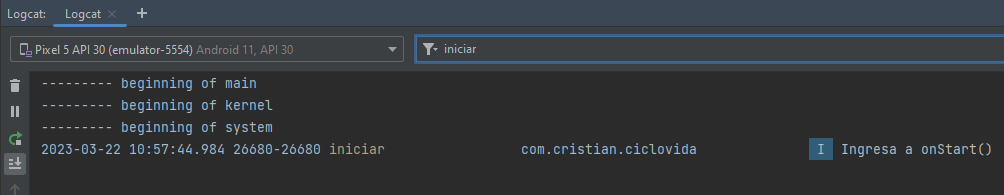 Logcat: Logcat
Pixel 5 API 30 (emulator-5554) Android 11, API 30 iniciar
--------- beginning of main
--------- beginning of kernel
--------- beginning of system
2023-03-22 10:57:44.984 26680-26680 iniciar com.cristian.ciclovida I Ingresa a onStart()